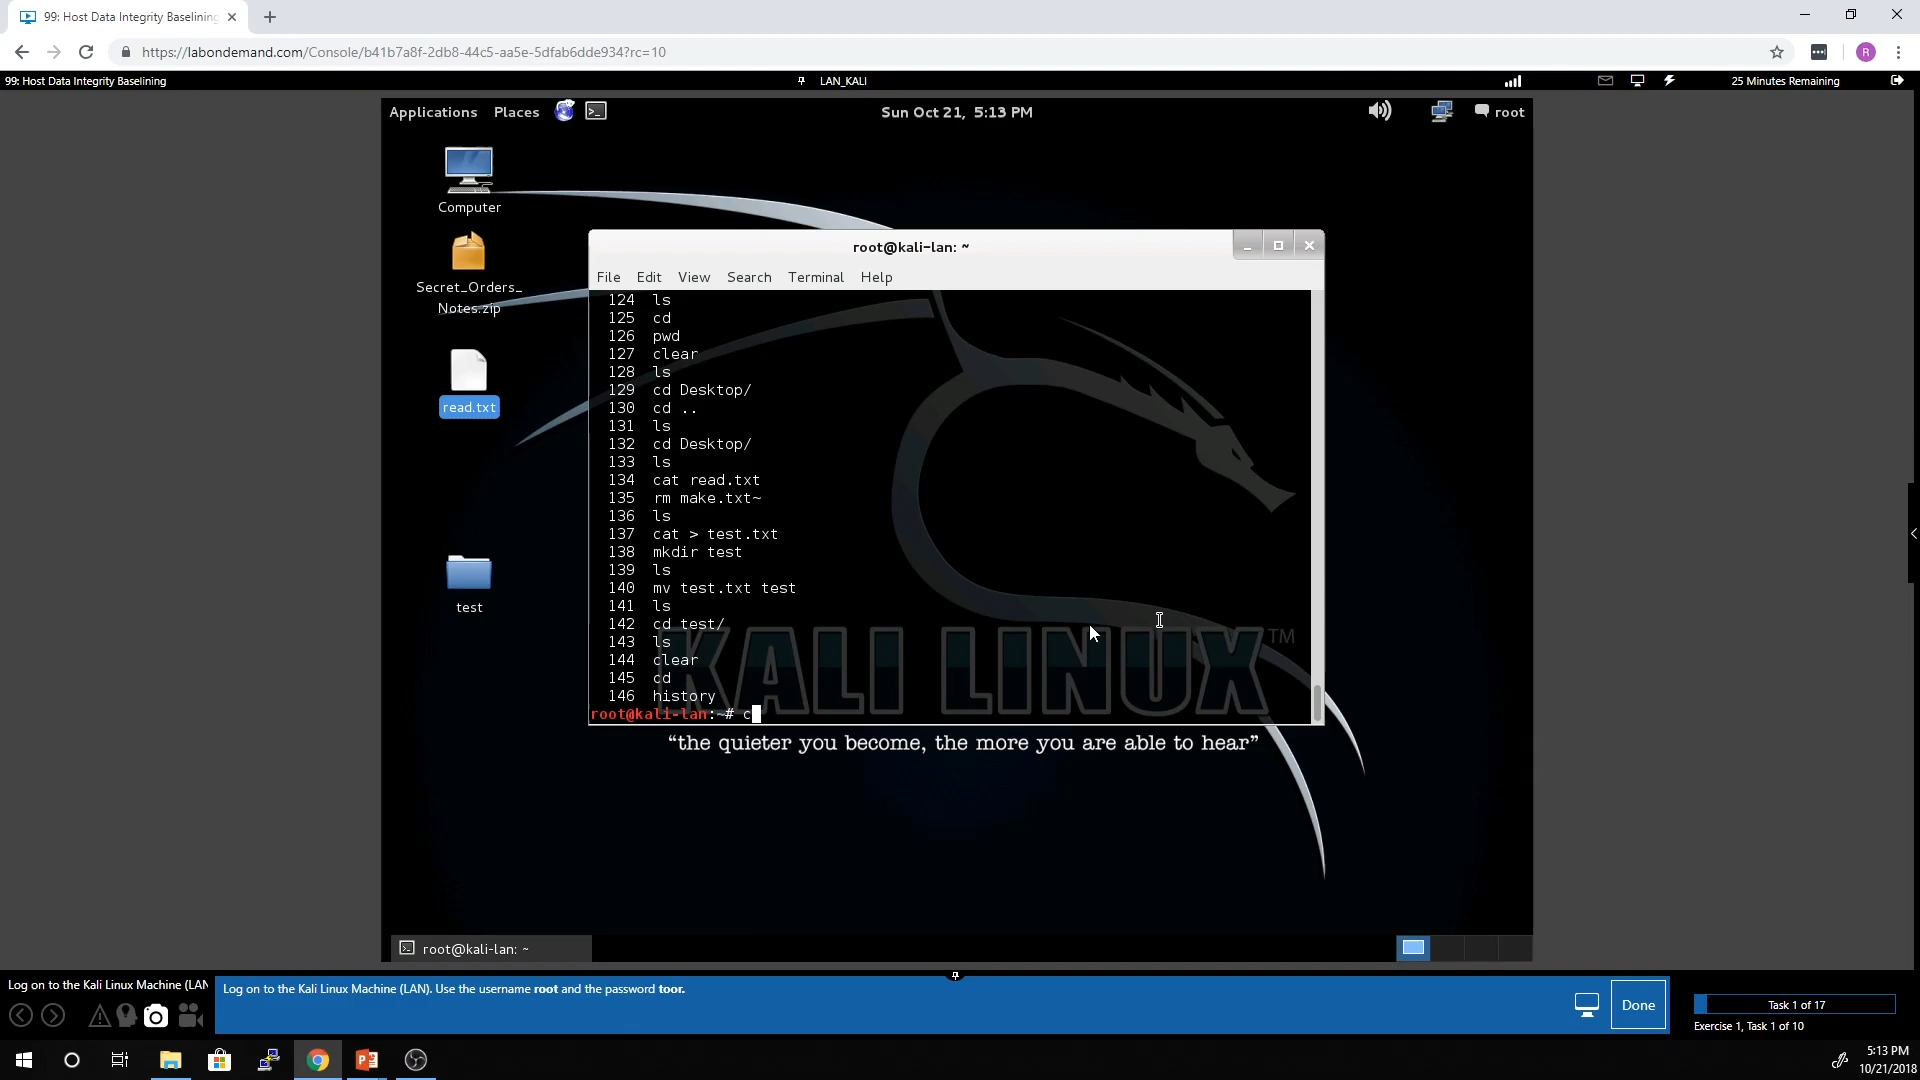 99: Host Data Integrity Baselining
https://labondemand.com/Console/b41b7a8f-2db8-44c5-aa5e-5dfab6dde934?rc=10
R
99: Host Data Integrity Baselining
LAN_KALI
25 Minutes Remaining
Applications Places
Sun Oct 21, 5:13 PM
root
Computer
Secret_Orders_
Notes.zip
read.txt
test
root@kali-lan: ~
File Edit View Search Terminal Help
124 ls
125 cd
126 pwd
127 clear
128 ls
129 cd Desktop/
130 cd ..
131 ls
132 cd Desktop/
133 ls
134 cat read.txt
135 rm make.txt~
136 ls
137 cat > test.txt
138 mkdir test
139 ls
140 mv test.txt test
141 ls
142 cd test/
143 ls
144 clear
145 cd
146 history
root@kali-lan:~# c
KALI LINUX™
“the quieter you become, the more you are able to hear”
root@kali-lan: ~
Log on to the Kali Linux Machine (LAN
Log on to the Kali Linux Machine (LAN). Use the username root and the password toor.
Done
Task 1 of 17
Exercise 1, Task 1 of 10
5:13 PM
10/21/2018